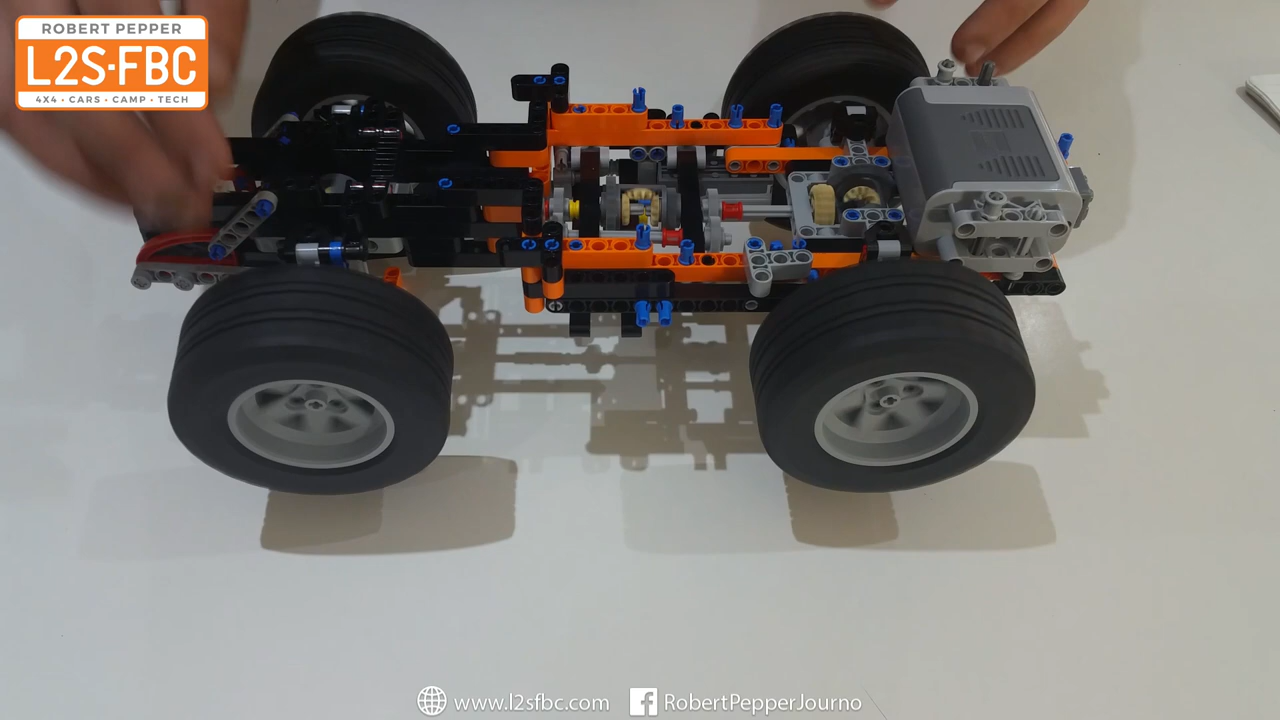 ROBERT PEPPER
L2S·FBC
4X4 • CARS • CAMP • TECH
www.l2sfbc.com RobertPepperJourno